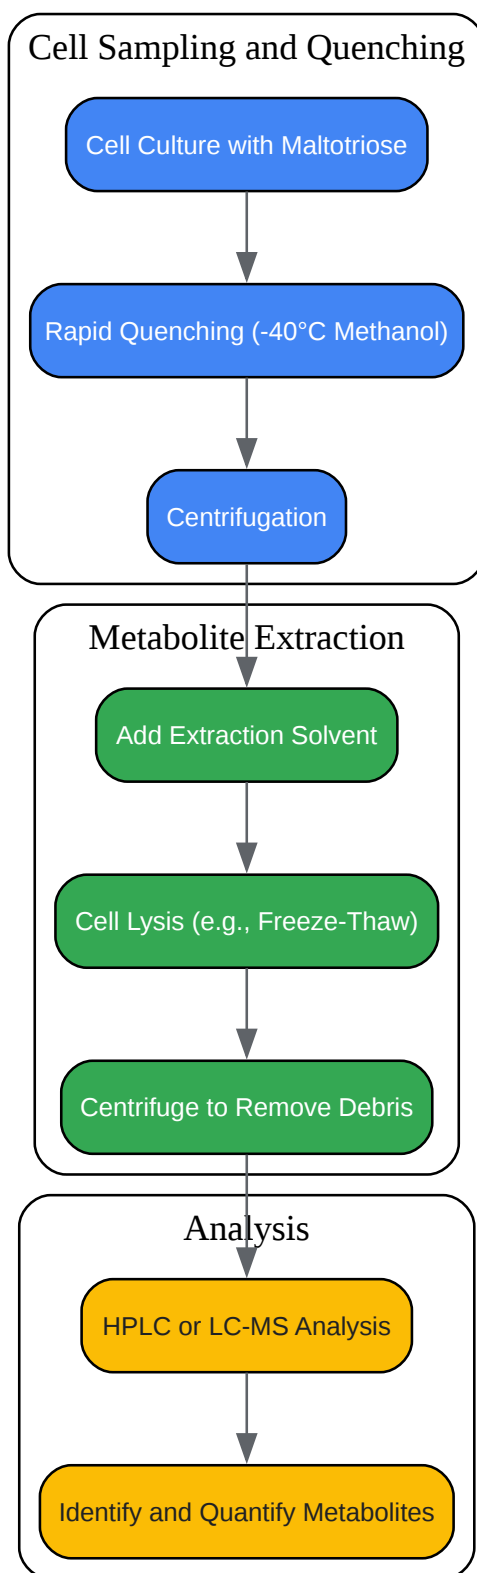 Cell Sampling and Quenching
Cell Culture with Maltotriose
Rapid Quenching (-40°C Methanol)
Centrifugation
Metabolite Extraction
Add Extraction Solvent
Cell Lysis (e.g., Freeze-Thaw)
Centrifuge to Remove Debris
Analysis
HPLC or LC-MS Analysis
Identify and Quantify Metabolites